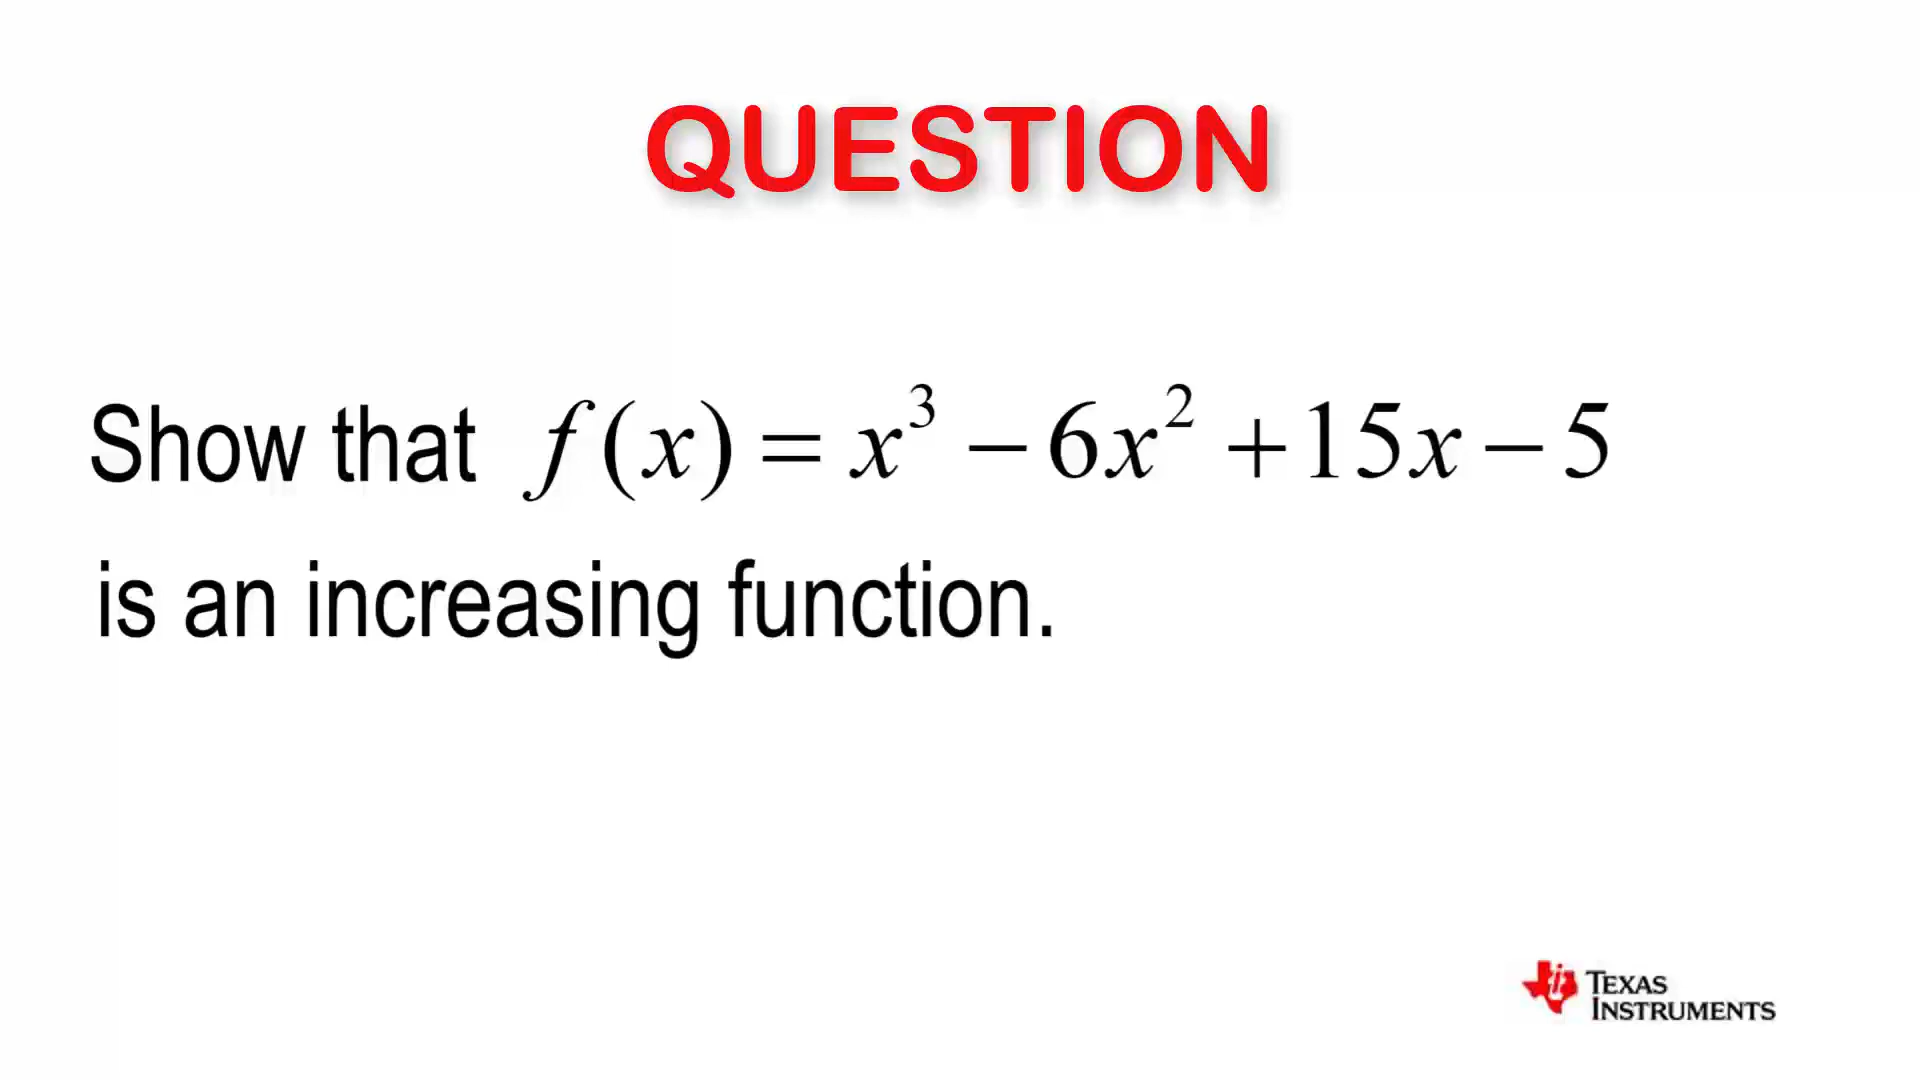 QUESTION
Show that f(x) = x³ − 6x² + 15x − 5
is an increasing function.
TEXAS
INSTRUMENTS